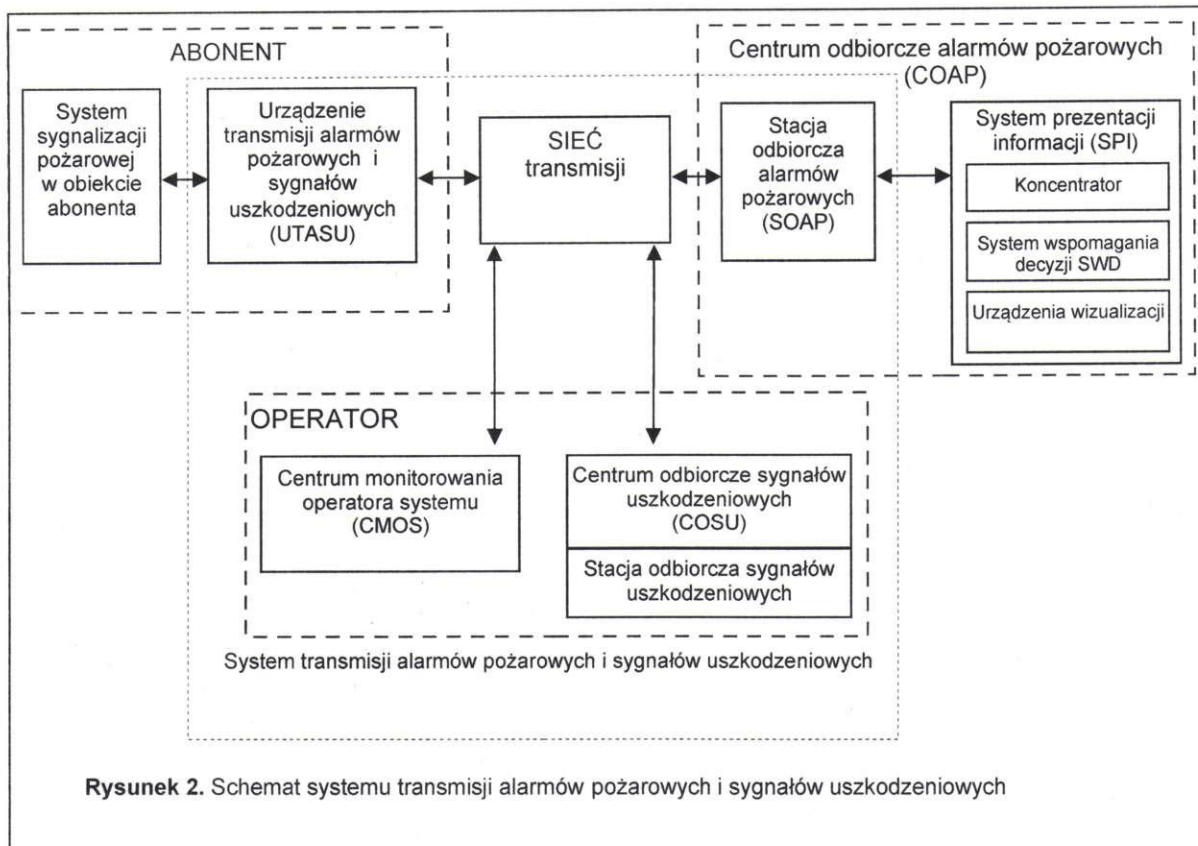 ABONENT
System
sygnalizacji
pożarowej
w obiekcie
abonenta
Urządzenie
transmisji alarmów
pożarowych i
sygnałów
uszkodzeniowych
(UTASU)
SIEĆ
transmisji
Centrum odbiorcze alarmów pożarowych
(COAP)
Stacja
odbiorcza
alarmów
pożarowych
(SOAP)
System prezentacji
informacji (SPI)
Koncentrator
System wspomagania
decyzji SWD
Urządzenia wizualizacji
OPERATOR
Centrum monitorowania
operatora systemu
(CMOS)
Centrum odbiorcze sygnałów
uszkodzeniowych
(COSU)
Stacja odbiorcza sygnałów
uszkodzeniowych
System transmisji alarmów pożarowych i sygnałów uszkodzeniowych
Rysunek 2. Schemat systemu transmisji alarmów pożarowych i sygnałów uszkodzeniowych